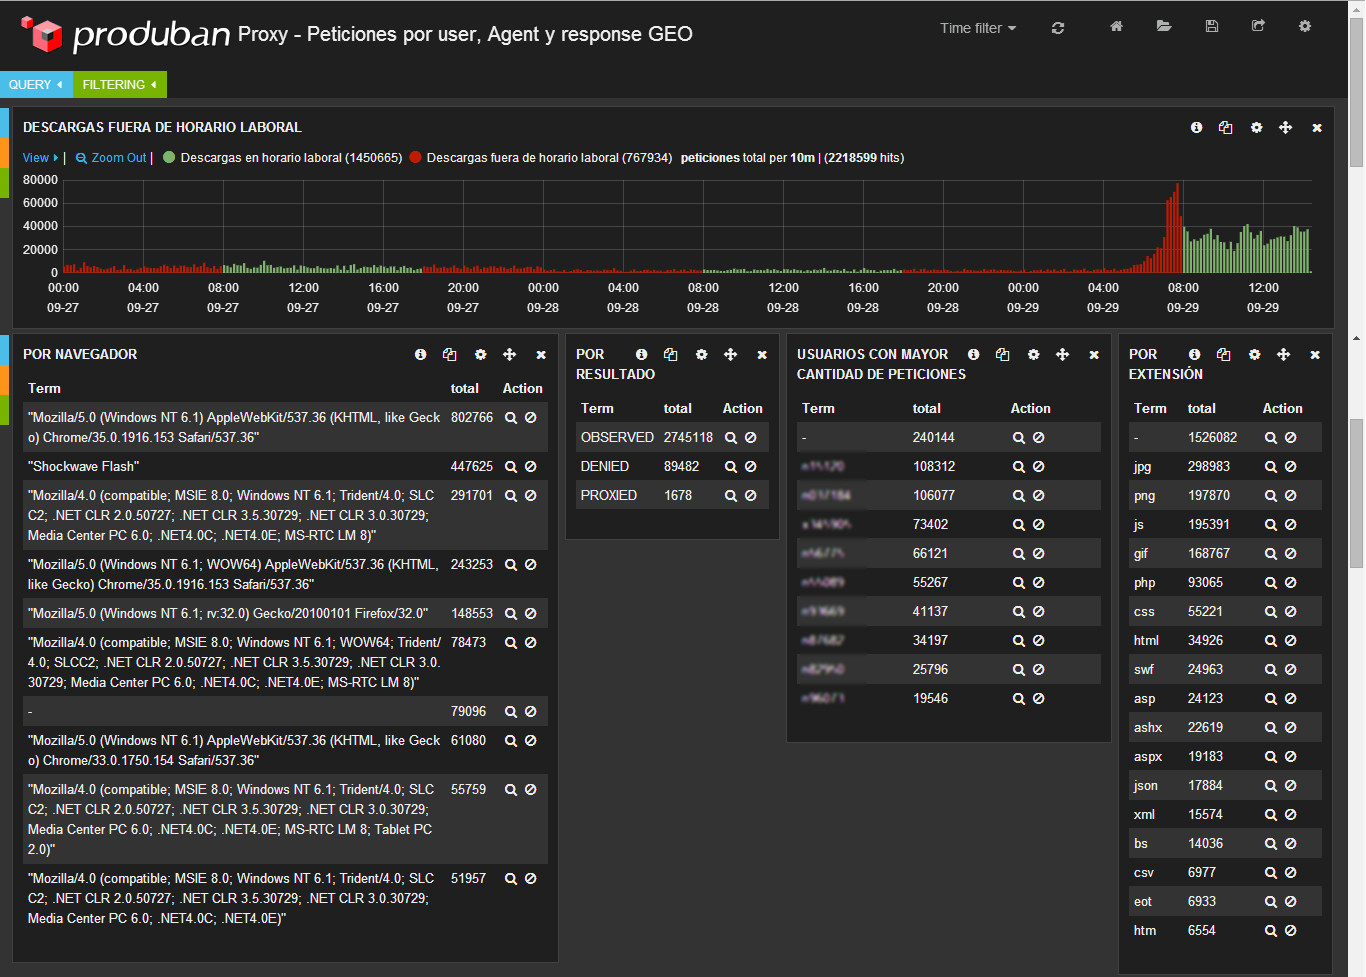 produban Proxy - Peticiones por user, Agent y response GEO
Time filter
QUERY
FILTERING
DESCARGAS FUERA DE HORARIO LABORAL
View | Zoom Out | Descargas en horario laboral (1450665) Descargas fuera de horario laboral (767934) peticiones total per 10m | (2218599 hits)
80000
60000
40000
20000
0
00:00 04:00 08:00 12:00 16:00 20:00 00:00 04:00 08:00 12:00 16:00 20:00 00:00 04:00 08:00 12:00
09-27 09-27 09-27 09-27 09-27 09-27 09-28 09-28 09-28 09-28 09-28 09-28 09-29 09-29 09-29 09-29
POR NAVEGADOR
Term total Action
"Mozilla/5.0 (Windows NT 6.1) AppleWebKit/537.36 (KHTML, like Geck 802766
o) Chrome/35.0.1916.153 Safari/537.36"
"Shockwave Flash" 447625
"Mozilla/4.0 (compatible; MSIE 8.0; Windows NT 6.1; Trident/4.0; SLC 291701
C2; .NET CLR 2.0.50727; .NET CLR 3.5.30729; .NET CLR 3.0.30729;
Media Center PC 6.0; .NET4.0C; .NET4.0E; MS-RTC LM 8)"
"Mozilla/5.0 (Windows NT 6.1; WOW64) AppleWebKit/537.36 (KHTML, 243253
like Gecko) Chrome/35.0.1916.153 Safari/537.36"
"Mozilla/5.0 (Windows NT 6.1; rv:32.0) Gecko/20100101 Firefox/32.0" 148553
"Mozilla/4.0 (compatible; MSIE 8.0; Windows NT 6.1; WOW64; Trident/ 78473
4.0; SLCC2; .NET CLR 2.0.50727; .NET CLR 3.5.30729; .NET CLR 3.0.
30729; Media Center PC 6.0; .NET4.0C; .NET4.0E; MS-RTC LM 8)"
- 79096
"Mozilla/5.0 (Windows NT 6.1) AppleWebKit/537.36 (KHTML, like Geck 61080
o) Chrome/33.0.1750.154 Safari/537.36"
"Mozilla/4.0 (compatible; MSIE 8.0; Windows NT 6.1; Trident/4.0; SLC 55759
C2; .NET CLR 2.0.50727; .NET CLR 3.5.30729; .NET CLR 3.0.30729;
Media Center PC 6.0; .NET4.0C; .NET4.0E; MS-RTC LM 8; Tablet PC
2.0)"
"Mozilla/4.0 (compatible; MSIE 8.0; Windows NT 6.1; Trident/4.0; SLC 51957
C2; .NET CLR 2.0.50727; .NET CLR 3.5.30729; .NET CLR 3.0.30729;
Media Center PC 6.0; .NET4.0C; .NET4.0E)"
POR
RESULTADO
Term total Action
OBSERVED 2745118
DENIED 89482
PROXIED 1678
USUARIOS CON MAYOR
CANTIDAD DE PETICIONES
Term total Action
- 240144
108312
106077
73402
66121
55267
41137
34197
25796
19546
POR
EXTENSIÓN
Term total Action
- 1526082
jpg 298983
png 197870
js 195391
gif 168767
php 93065
css 55221
html 34926
swf 24963
asp 24123
ashx 22619
aspx 19183
json 17884
xml 15574
bs 14036
csv 6977
eot 6933
htm 6554